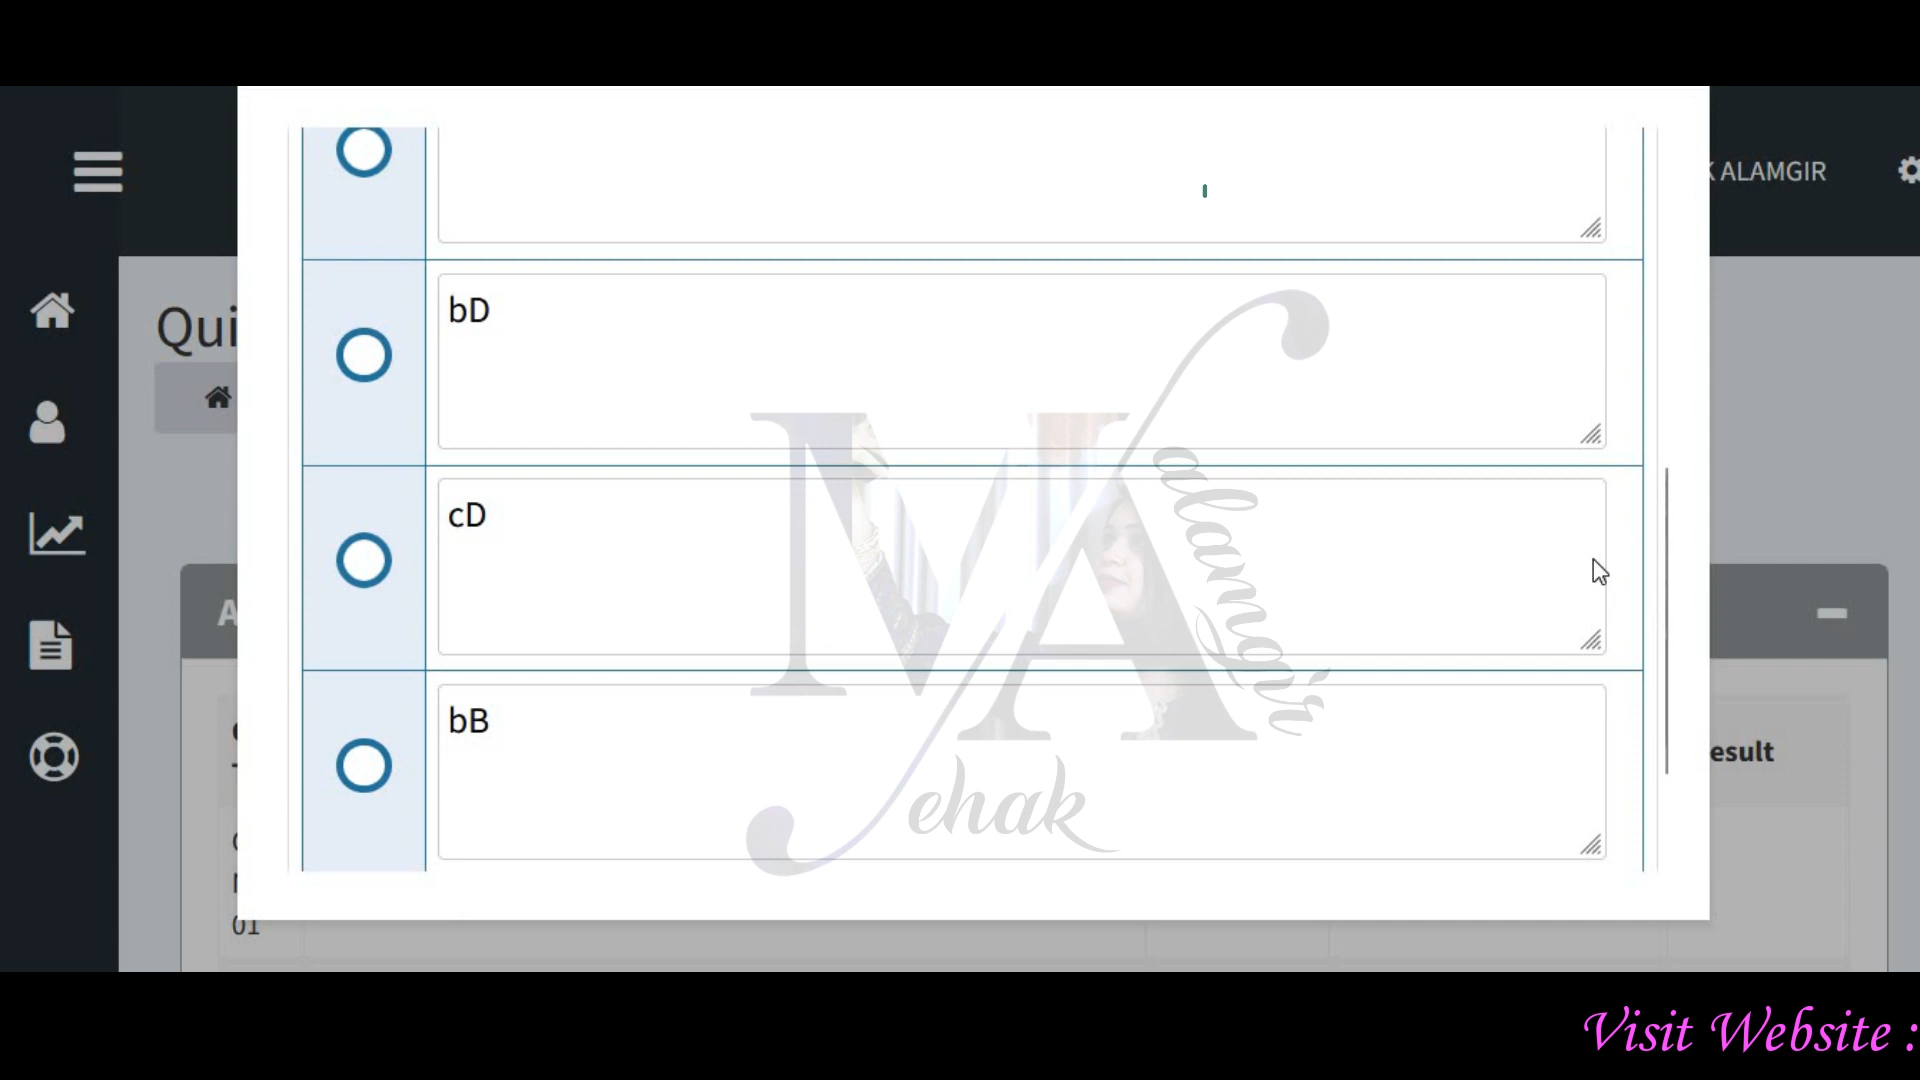 K ALAMGIR
Qui
bD
cD
bB
A
esult
01
alamgir
ehak
MA
Visit Website :